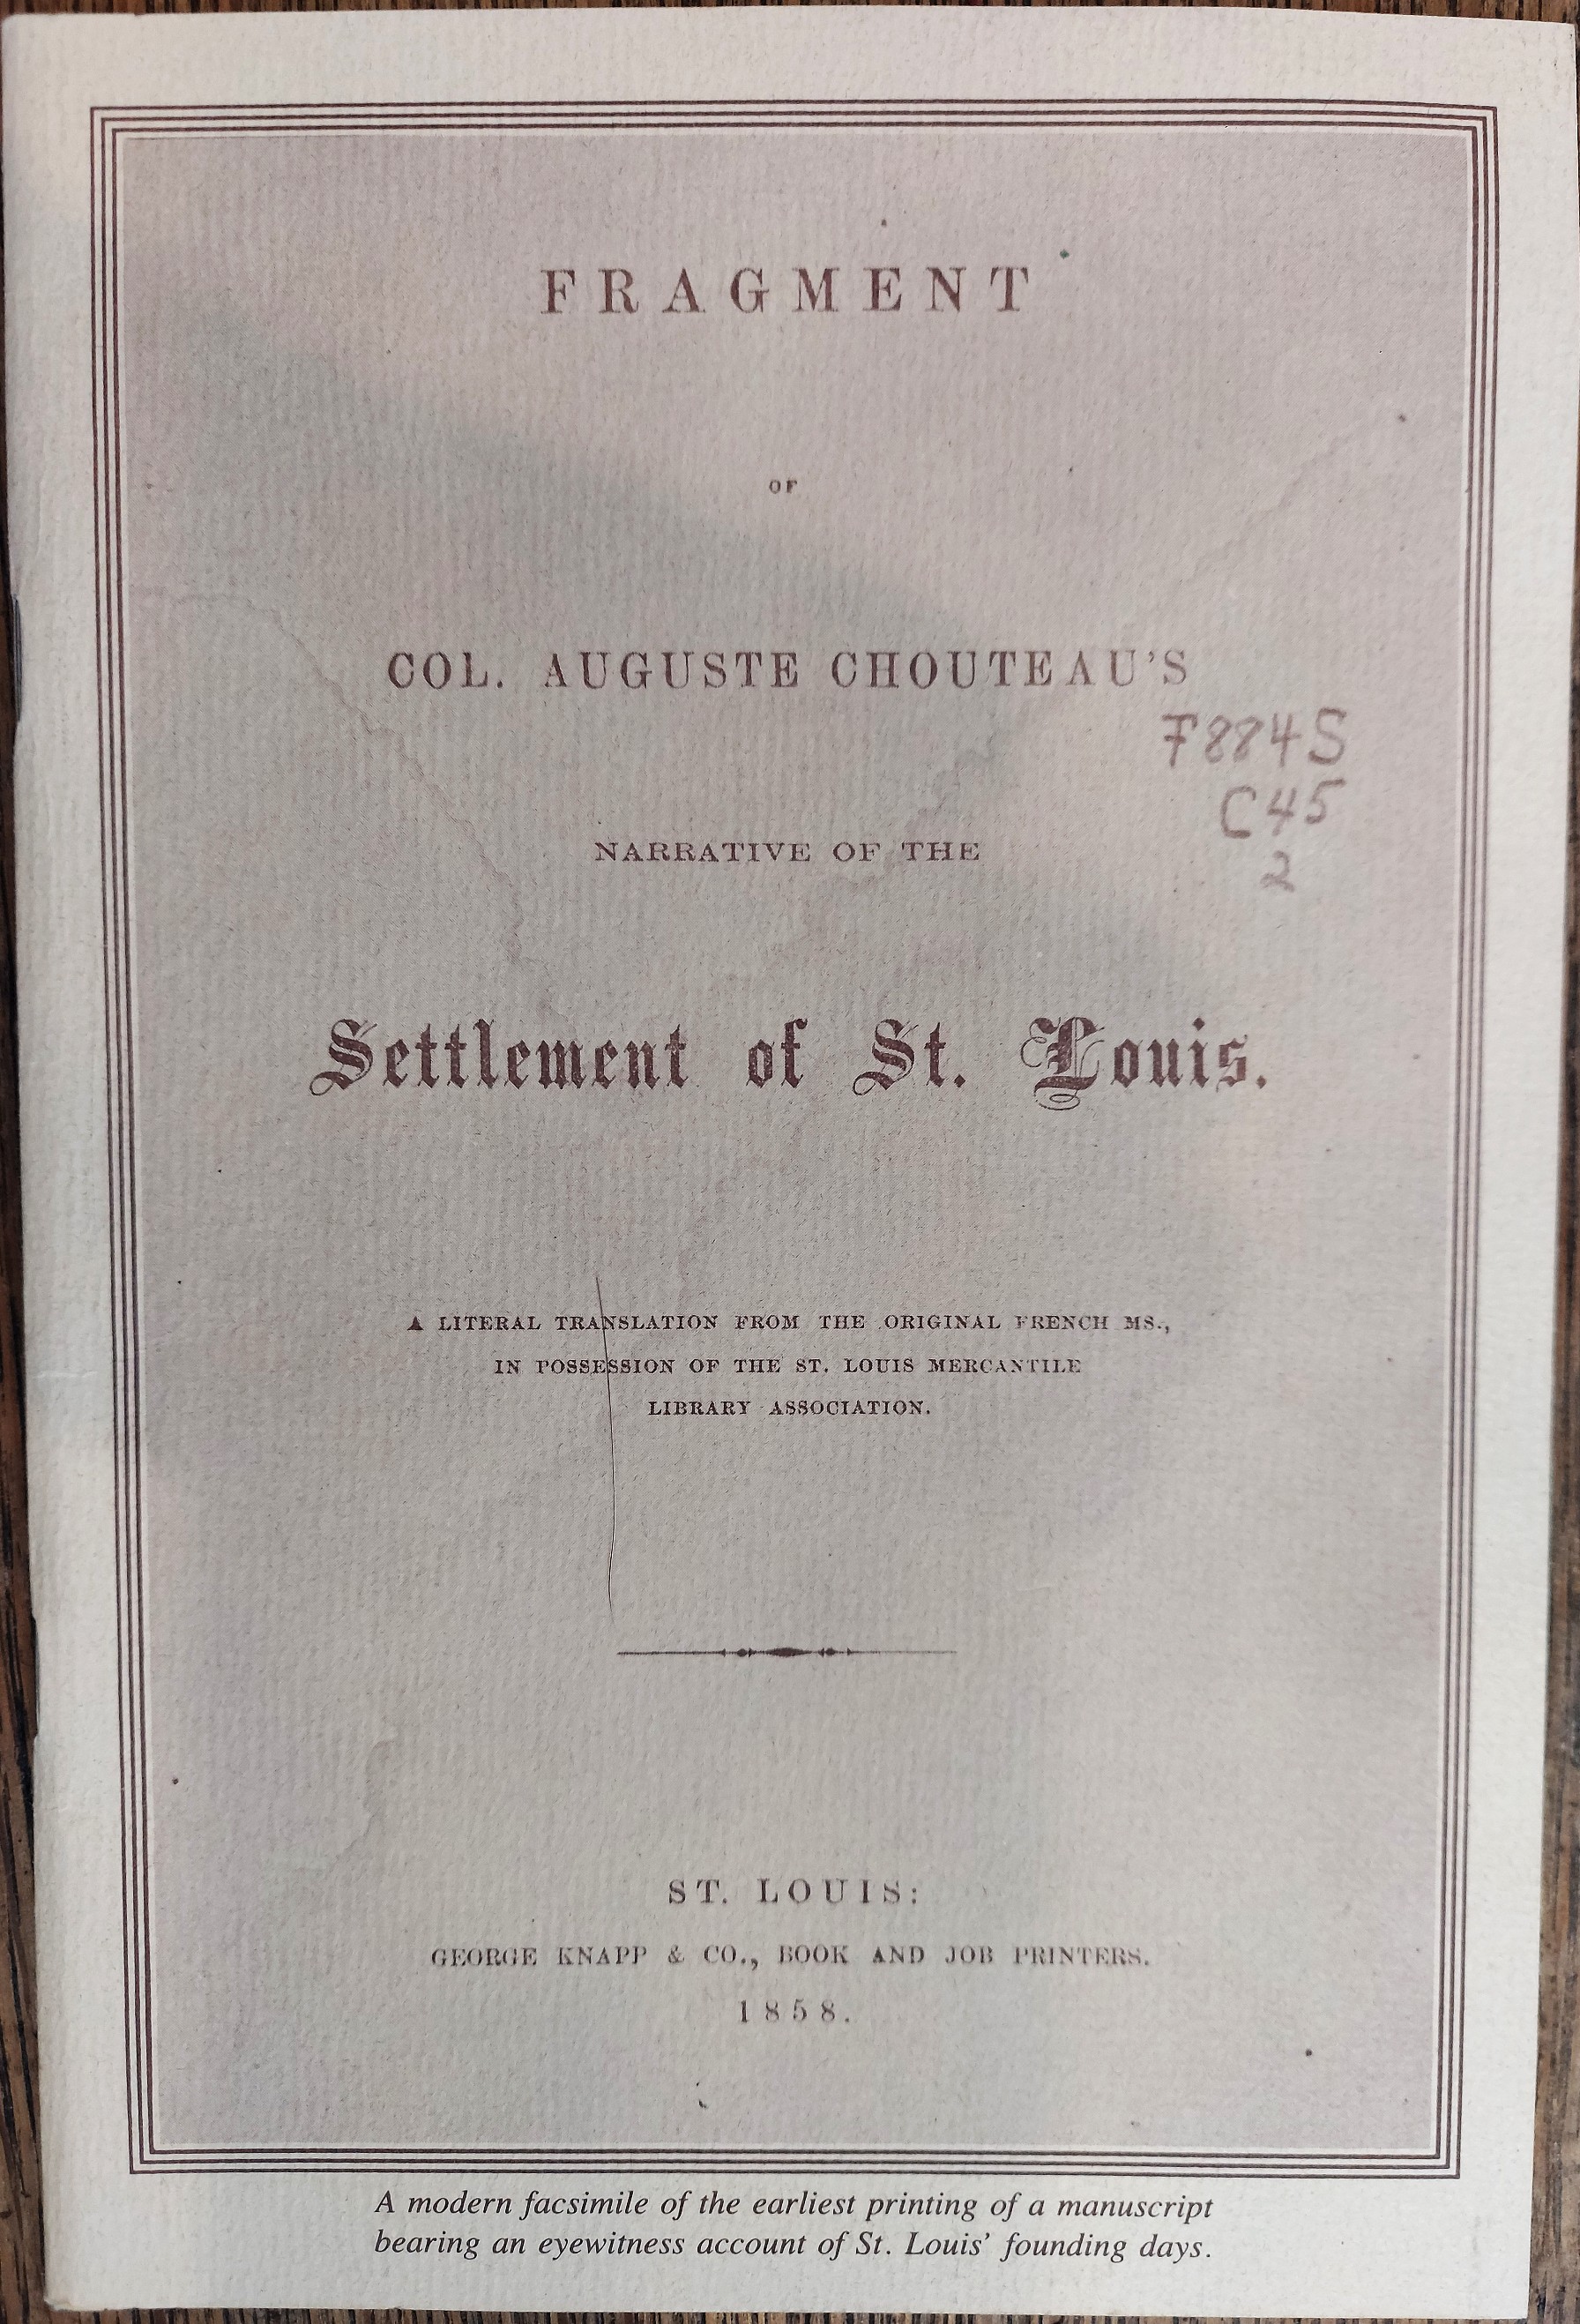 FRAGMENT
OF
COL. AUGUSTE CHOUTEAU'S
F884S
C45
2
NARRATIVE OF THE
Settlement of St. Louis.
A LITERAL TRANSLATION FROM THE ORIGINAL FRENCH MS.,
IN POSSESSION OF THE ST. LOUIS MERCANTILE
LIBRARY ASSOCIATION.
ST. LOUIS:
GEORGE KNAPP & CO., BOOK AND JOB PRINTERS.
1858.
A modern facsimile of the earliest printing of a manuscript
bearing an eyewitness account of St. Louis' founding days.